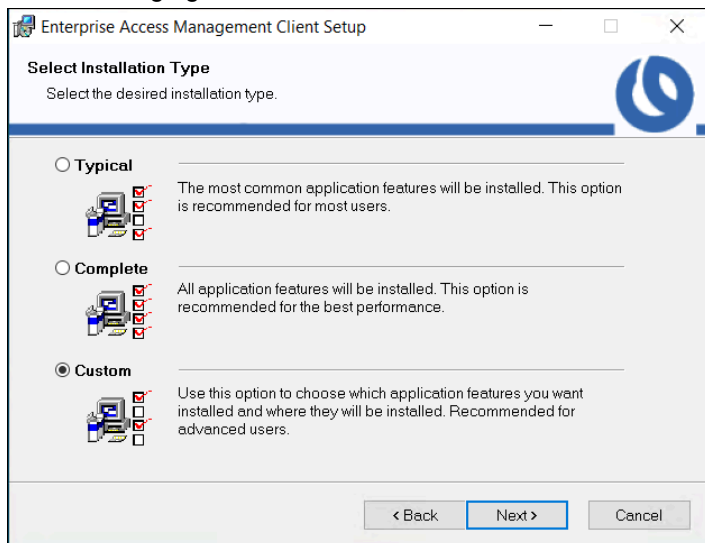 Enterprise Access Management Client Setup
Select Installation Type
Select the desired installation type.
Typical
The most common application features will be installed. This option
is recommended for most users.
Complete
All application features will be installed. This option is
recommended for the best performance.
Custom
Use this option to choose which application features you want
installed and where they will be installed. Recommended for
advanced users.
< Back Next > Cancel